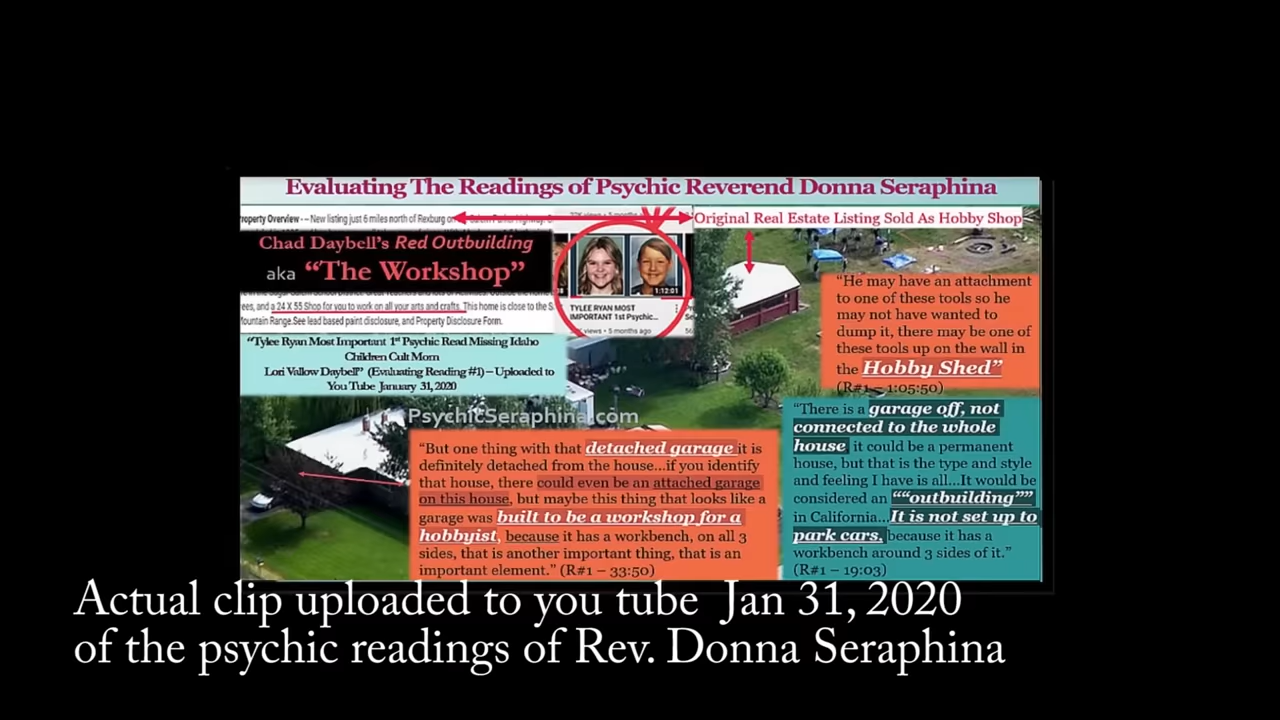 Evaluating The Readings of Psychic Reverend Donna Seraphina
Property Overview - - New listing just 6 miles north of Rexburg on
Original Real Estate Listing Sold As Hobby Shop
Chad Daybell's Red Outbuilding
aka "The Workshop"
ees, and a 24 X 55 Shop for you to work on all your arts and crafts. This home is close to the S
Mountain Range.See lead based paint disclosure, and Property Disclosure Form.
1:12:01
TYLEE RYAN MOST
IMPORTANT 1st Psychic...
views • 5 months ago
"Tylee Ryan Most Important 1st Psychic Read Missing Idaho
Children Cult Mom
Lori Vallow Daybell" (Evaluating Reading #1) – Uploaded to
You Tube January 31, 2020
"He may have an attachment
to one of these tools so he
may not have wanted to
dump it, there may be one of
these tools up on the wall in
the Hobby Shed"
(R#1 – 1:05:50)
PsychicSeraphina.com
"But one thing with that detached garage it is
definitely detached from the house...if you identify
that house, there could even be an attached garage
on this house, but maybe this thing that looks like a
garage was built to be a workshop for a
hobbyist, because it has a workbench, on all 3
sides, that is another important thing, that is an
important element." (R#1 – 33:50)
"There is a garage off, not
connected to the whole
house it could be a permanent
house, but that is the type and style
and feeling I have is all...It would be
considered an ""outbuilding""
in California...It is not set up to
park cars, because it has a
workbench around 3 sides of it."
(R#1 – 19:03)
Actual clip uploaded to you tube Jan 31, 2020
of the psychic readings of Rev. Donna Seraphina